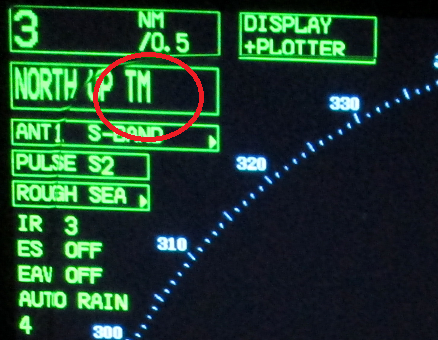 3 NM
/0.5
DISPLAY
+PLOTTER
NORTH UP TM
ANT1 S-BAND
PULSE S2
ROUGH SEA
IR 3
ES OFF
EAV OFF
AUTO RAIN
4
330
320
310
300